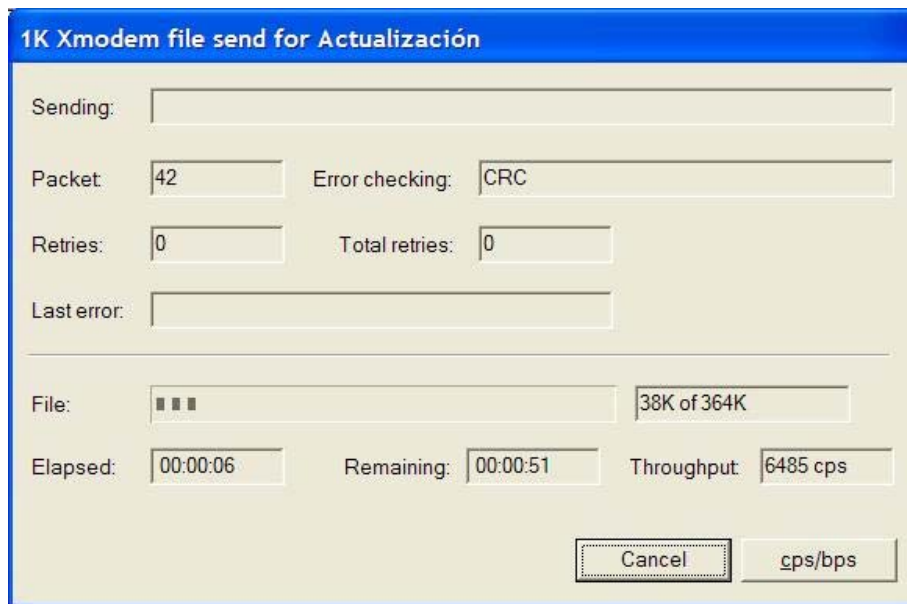 1K Xmodem file send for Actualización
Sending:
Packet: 42 Error checking: CRC
Retries: 0 Total retries: 0
Last error:
File: 38K of 364K
Elapsed: 00:00:06 Remaining: 00:00:51 Throughput: 6485 cps
Cancel cps/bps